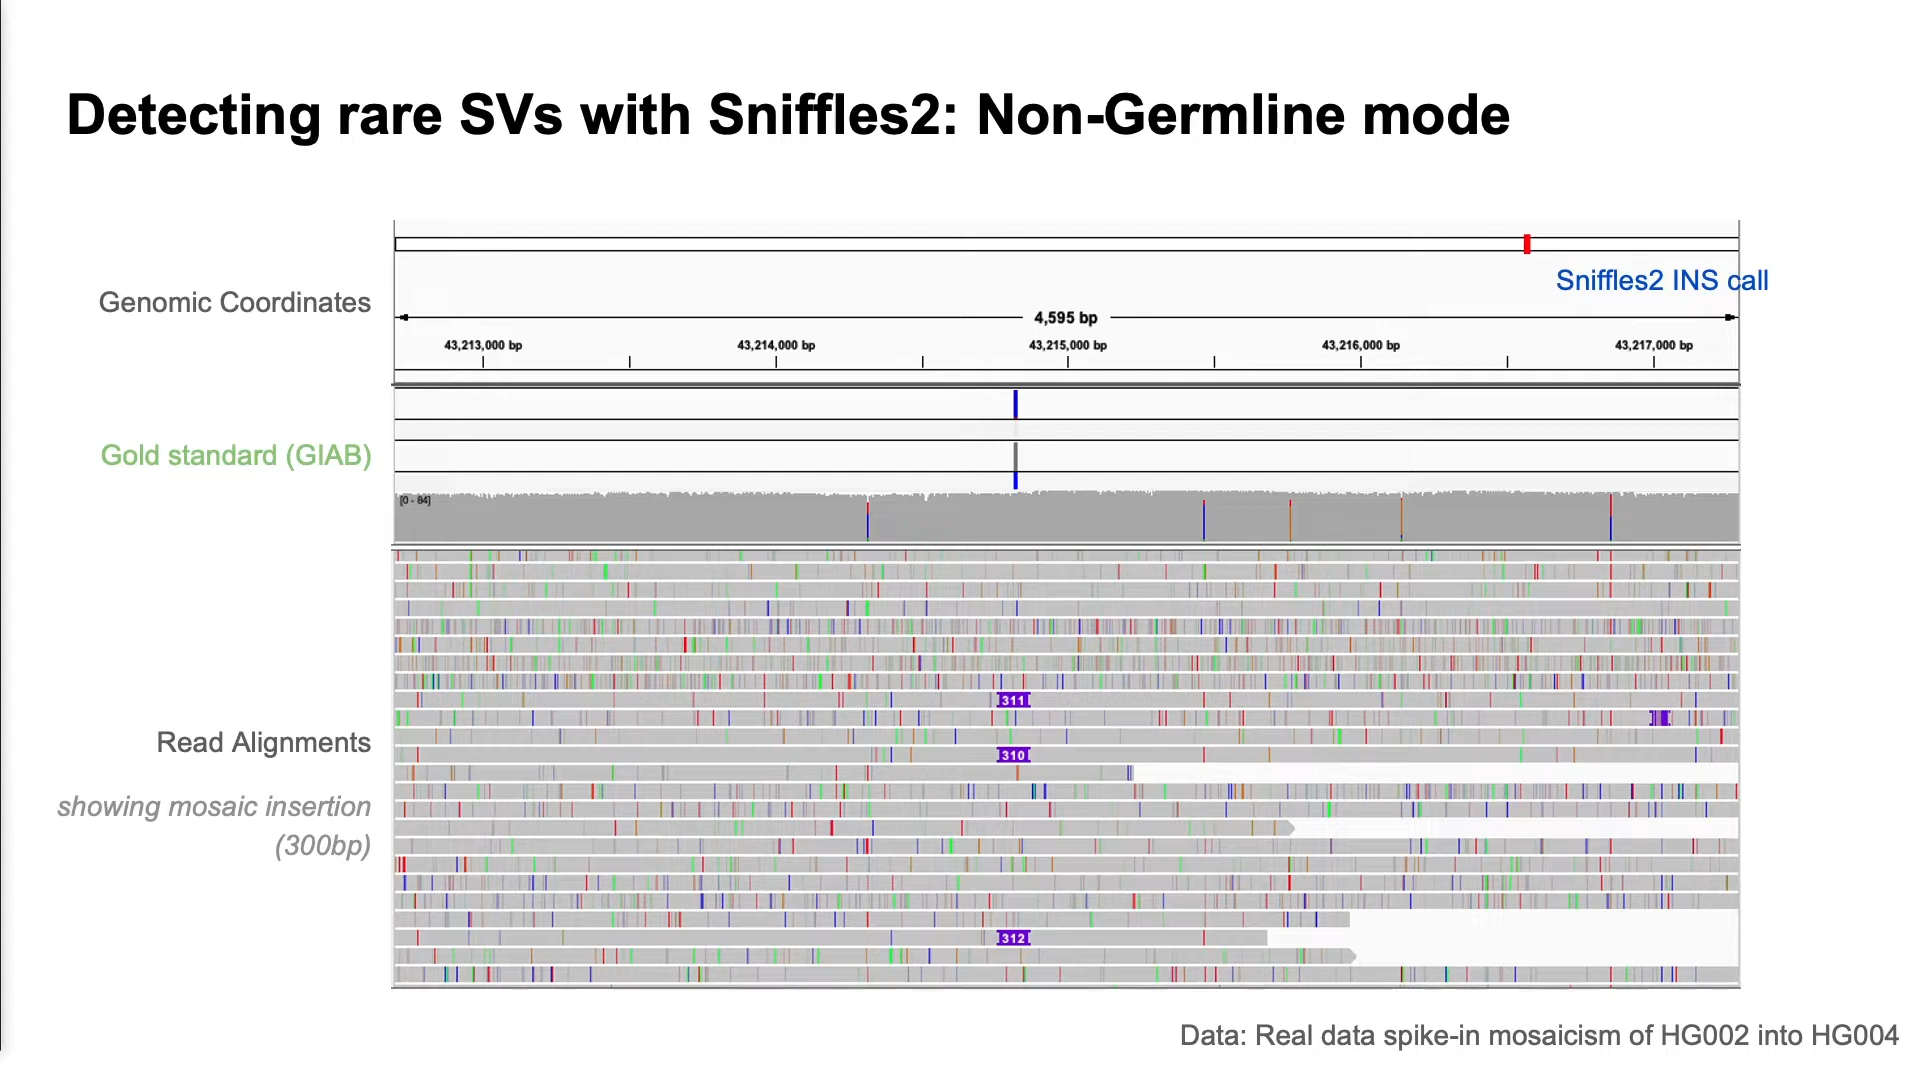 Detecting rare SVs with Sniffles2: Non-Germline mode
Sniffles2 INS call
Genomic Coordinates
4,595 bp
43,213,000 bp
43,214,000 bp
43,215,000 bp
43,216,000 bp
43,217,000 bp
Gold standard (GIAB)
[0 - 84]
311
Read Alignments
310
showing mosaic insertion
(300bp)
312
Data: Real data spike-in mosaicism of HG002 into HG004